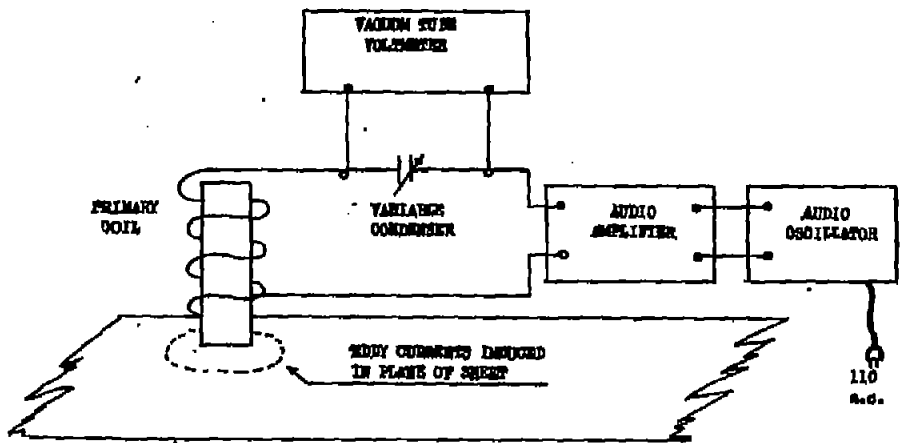 VACUUM TUBE
VOLTMETER
PRIMARY
COIL
VARIABLE
CONDENSER
AUDIO
AMPLIFIER
AUDIO
OSCILLATOR
EDDY CURRENTS INDUCED
IN PLANE OF SHEET
110
a.c.